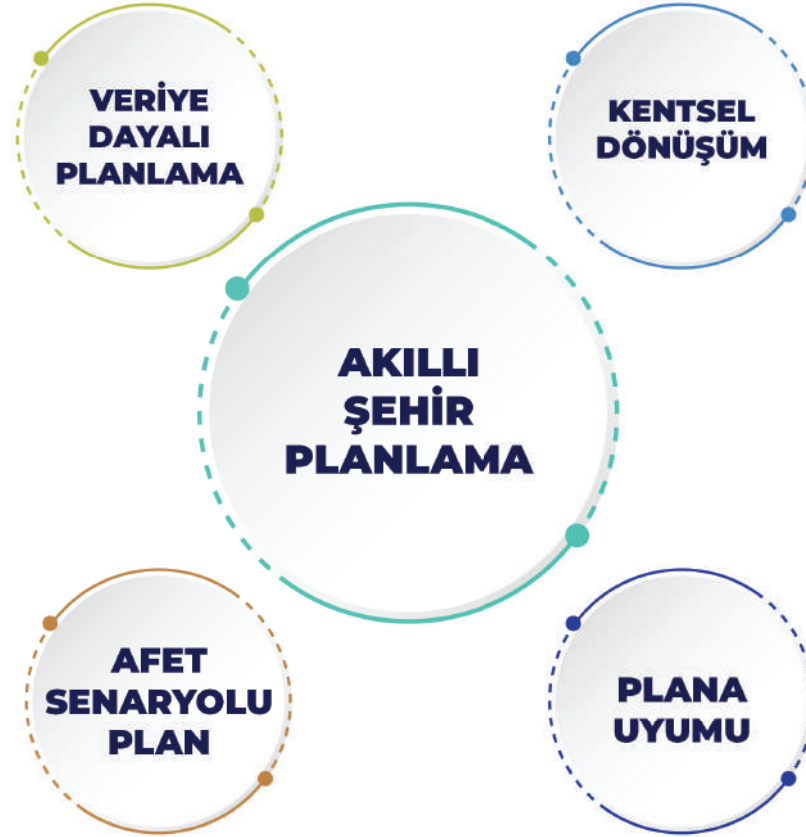 VERİYE
DAYALI
PLANLAMA
KENTSEL
DÖNÜŞÜM
AKILLI
ŞEHİR
PLANLAMA
AFET
SENARYOLU
PLAN
PLANA
UYUMU